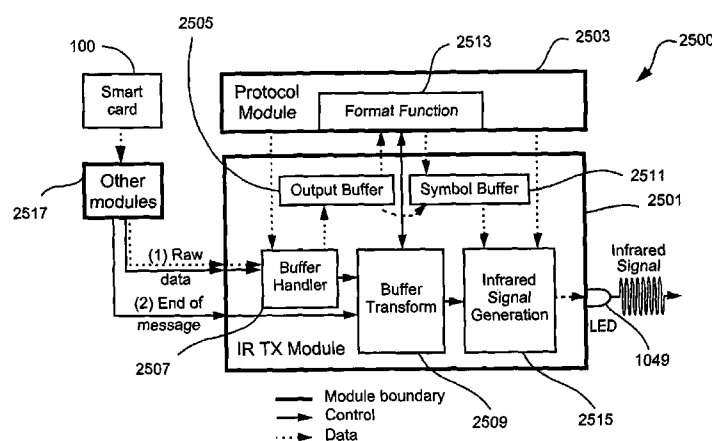 2505
2513
2503
2500
100
Smart
card
Protocol
Module
Format Function
Other
modules
2517
Output Buffer
Symbol Buffer
2511
2501
(1) Raw
data
Buffer
Handler
Buffer
Transform
Infrared
Signal
Generation
Infrared
Signal
(2) End of
message
LED
IR TX Module
2507
1049
2509
2515
Module boundary
Control
Data